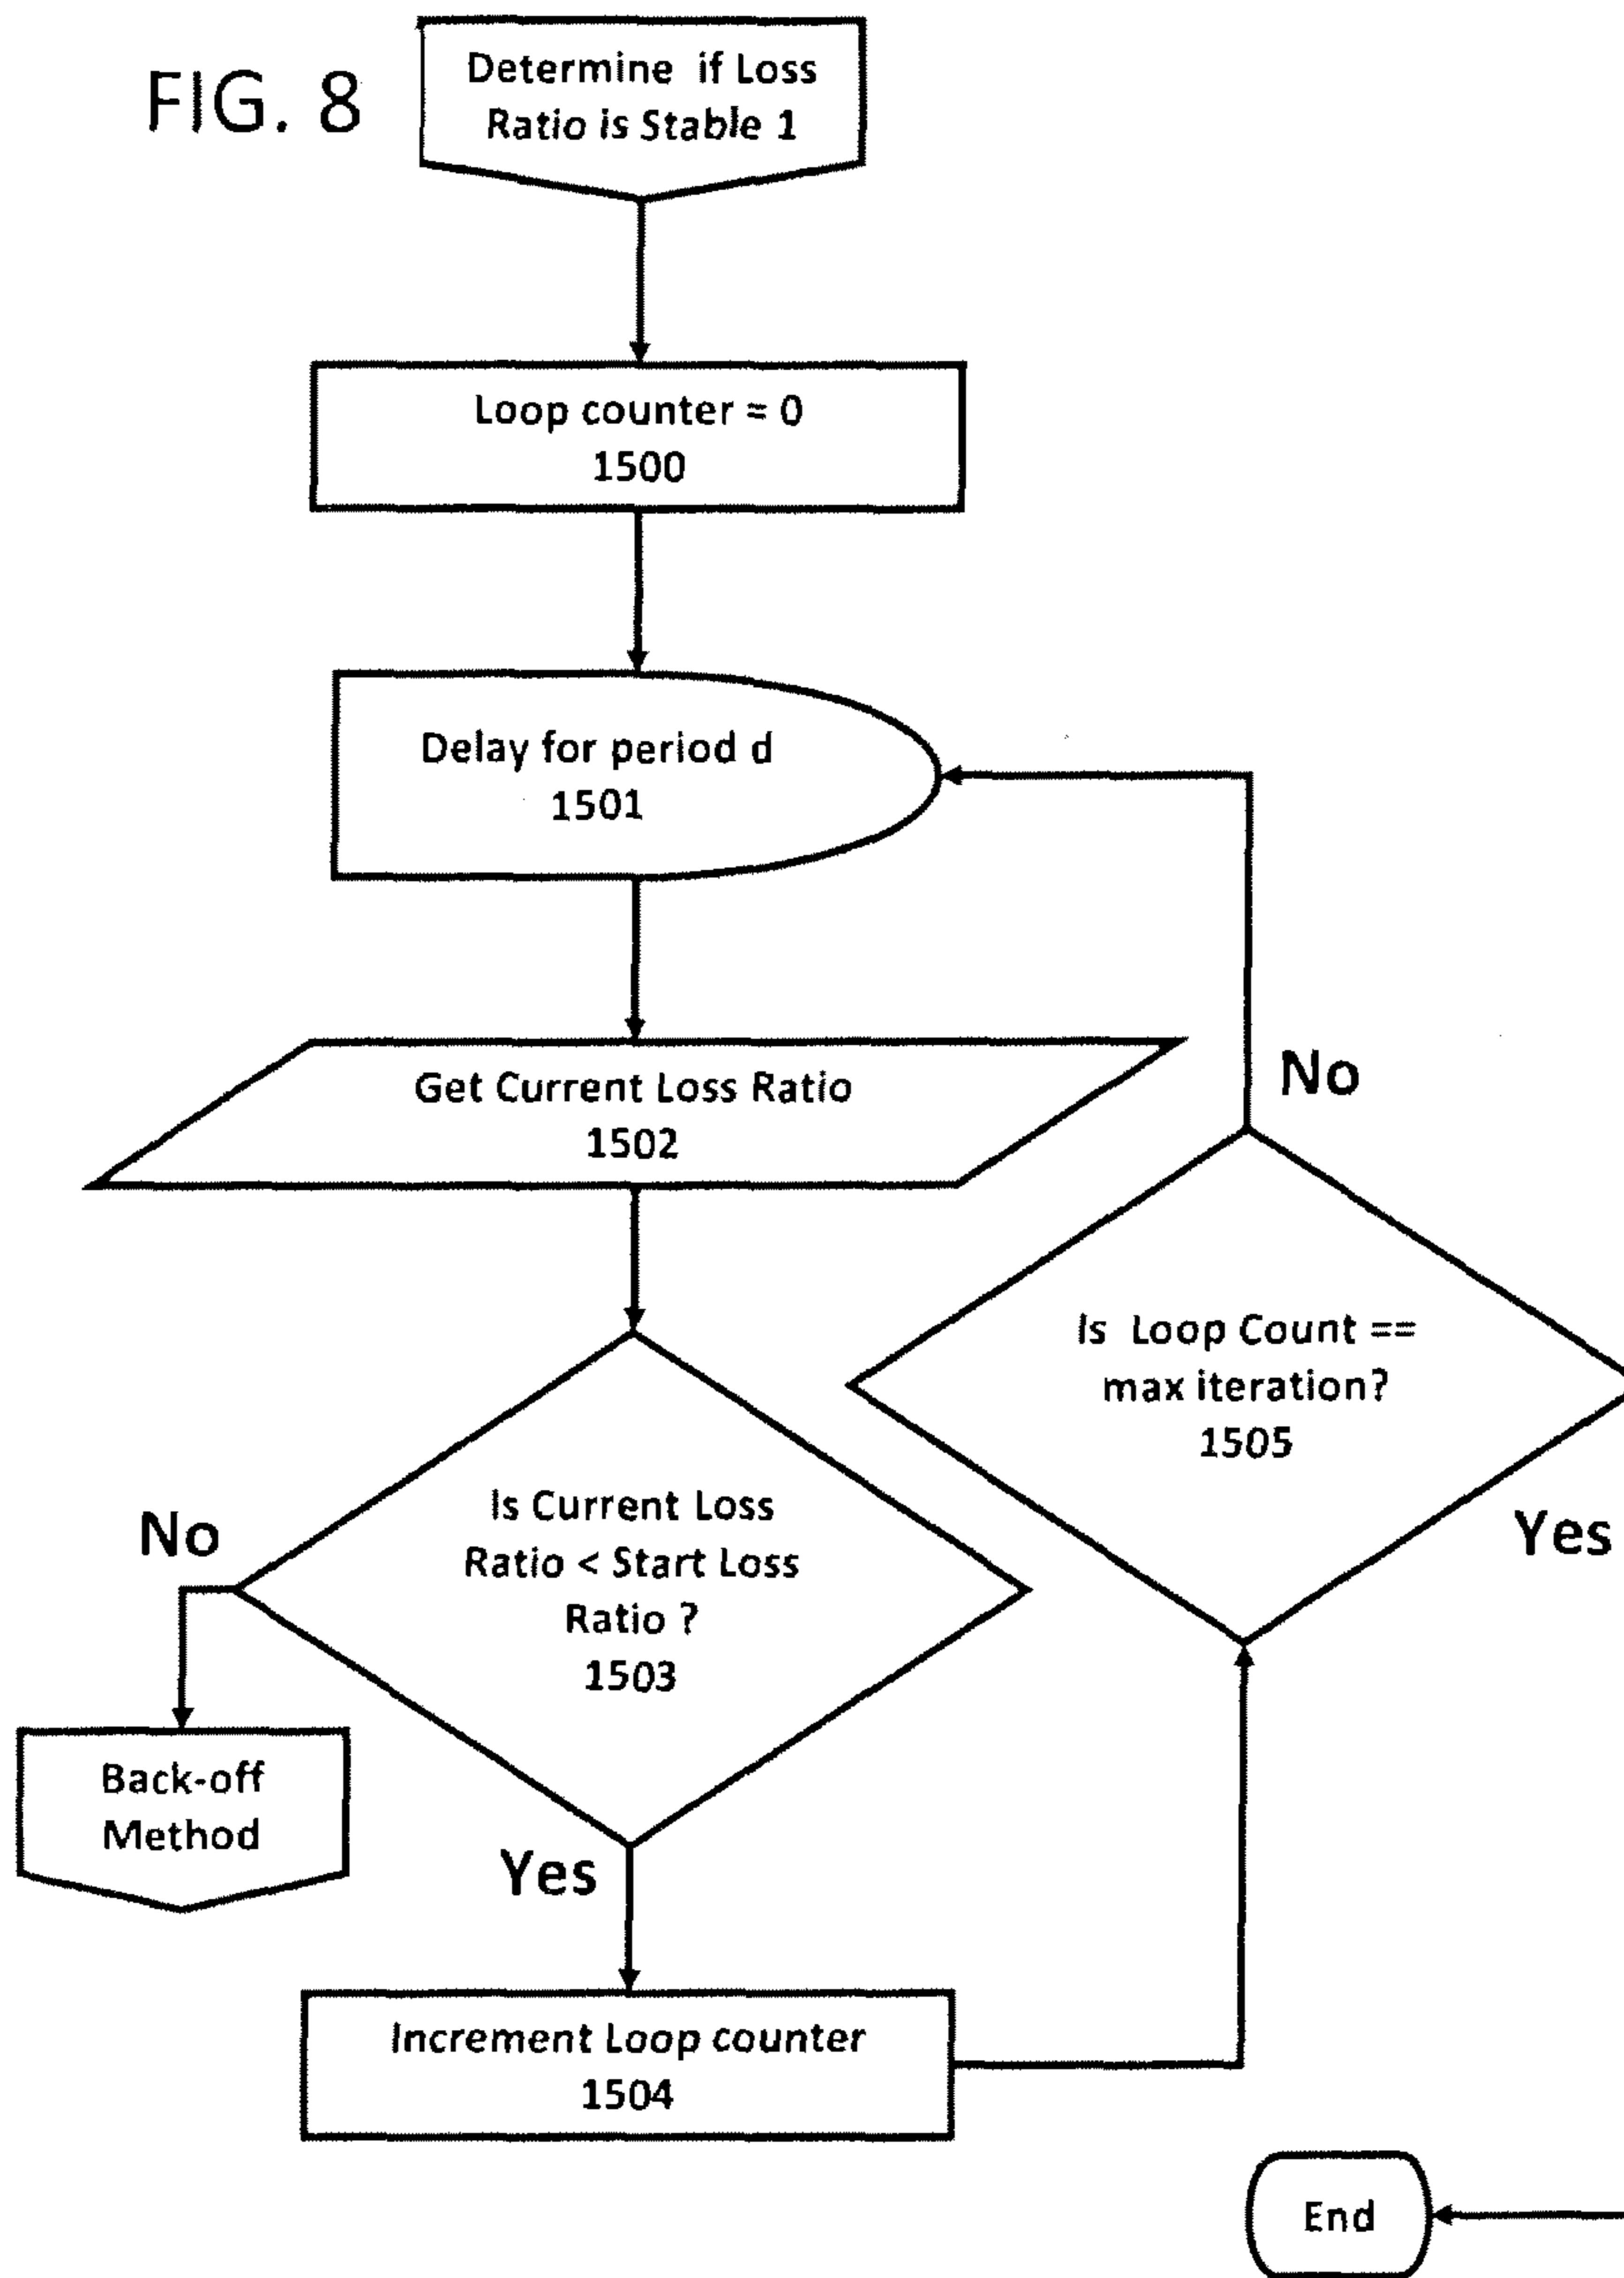 FIG. 8
Determine if Loss
Ratio is Stable 1
Loop counter = 0
1500
Delay for period d
1501
Get Current Loss Ratio
1502
No
Is Loop Count ==
max iteration?
1505
Yes
Is Current Loss
Ratio < Start Loss
Ratio ?
1503
No
Back-off
Method
Yes
Increment Loop counter
1504
End